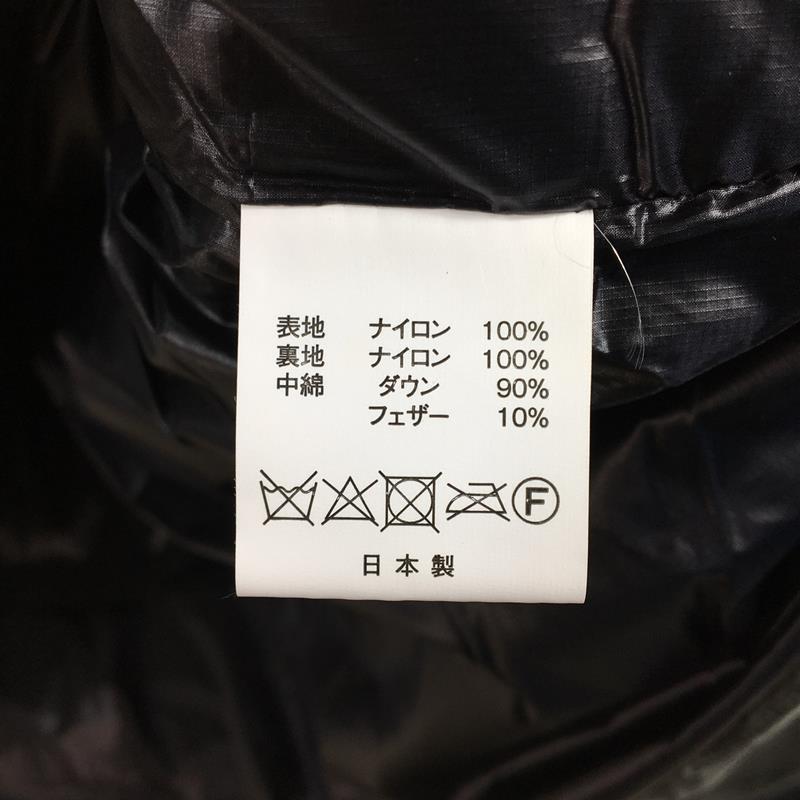 表地 ナイロン 100%
裏地 ナイロン 100%
中綿 ダウン 90%
フェザー 10%
F
日本製